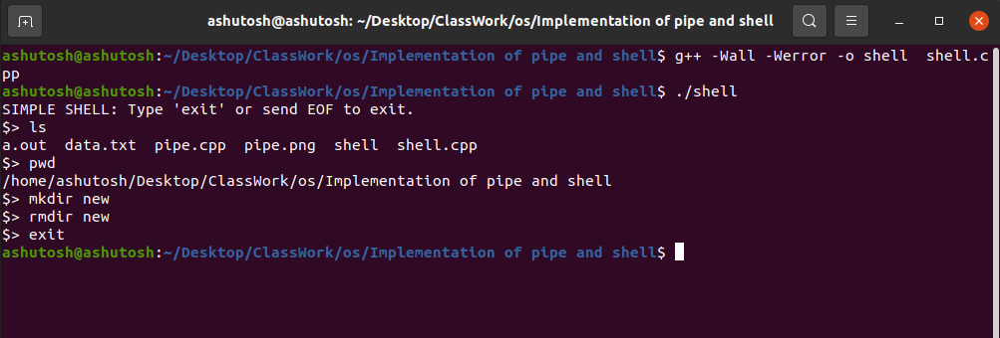 ashutosh@ashutosh: ~/Desktop/ClassWork/os/Implementation of pipe and shell
ashutosh@ashutosh:~/Desktop/ClassWork/os/Implementation of pipe and shell$ g++ -Wall -Werror -o shell  shell.c
pp
ashutosh@ashutosh:~/Desktop/ClassWork/os/Implementation of pipe and shell$ ./shell
SIMPLE SHELL: Type 'exit' or send EOF to exit.
$> ls
a.out  data.txt  pipe.cpp  pipe.png  shell  shell.cpp
$> pwd
/home/ashutosh/Desktop/ClassWork/os/Implementation of pipe and shell
$> mkdir new
$> rmdir new
$> exit
ashutosh@ashutosh:~/Desktop/ClassWork/os/Implementation of pipe and shell$